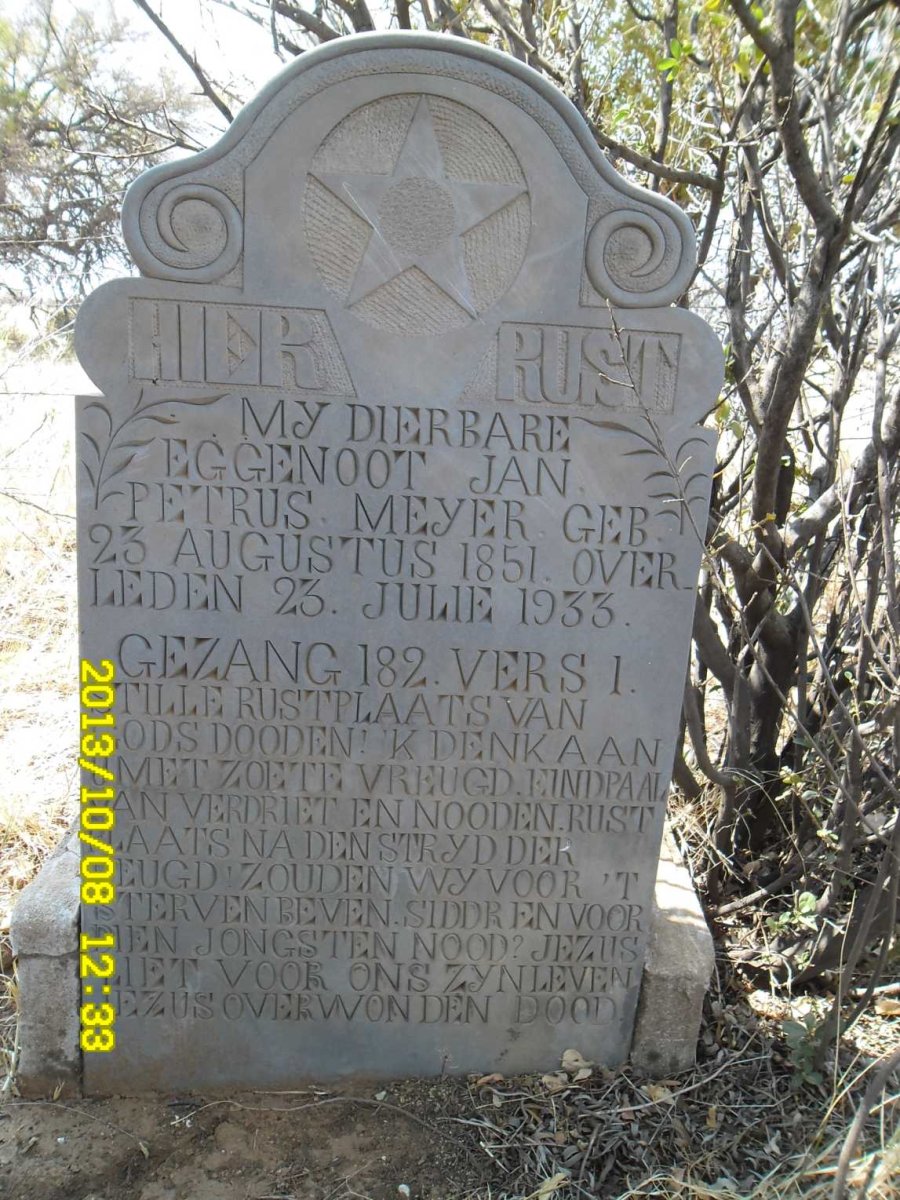 HIER RUST
MY DIERBARE
EGGENOOT JAN.
PETRUS. MEYER GEB.
23 AUGUSTUS 1851. OVER
LEDEN 23. JULIE 1933.
GEZANG 182. VERS 1.
TILLE RUSTPLAATS VAN
ODS DOODEN! 'K DENK AAN
MET ZOETE VREUGD. EINDPAAL
AN VERDRIET EN NOODEN. RUST
LAATS NA DEN STRYD DER
EUGD! ZOUDEN WY VOOR 'T
STERVEN BEVEN. SIDDREN VOOR
DIEN JONGSTEN NOOD? JEZUS
LIET VOOR ONS ZYN LEVEN
EZUS OVERWON DEN DOOD.
2013/10/08 12:33